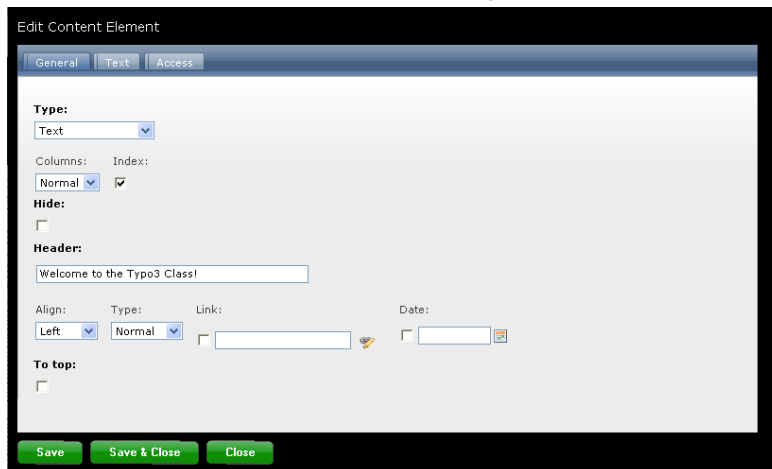 Edit Content Element
General Text Access
Type:
Text
Columns: Index:
Normal
Hide:
Header:
Welcome to the Typo3 Class!
Align: Type: Link: Date:
Left Normal
To top:
Save Save & Close Close